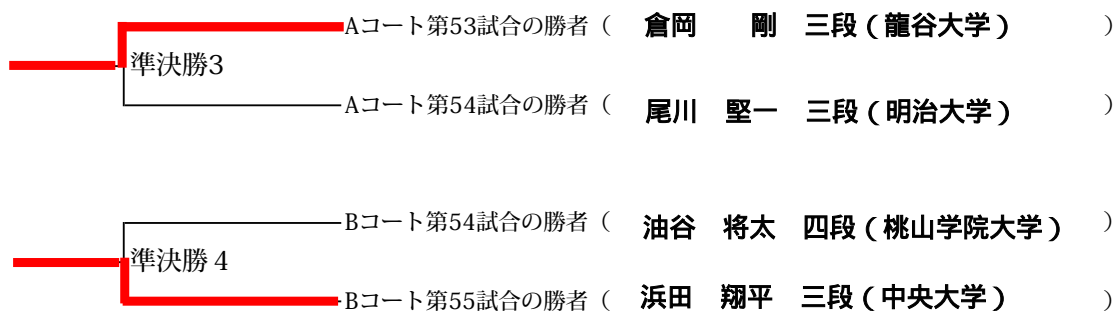 Aコート第53試合の勝者（　倉岡　　剛　三段（龍谷大学）　）
準決勝3
Aコート第54試合の勝者（　尾川　堅一　三段（明治大学）　）
Bコート第54試合の勝者（　油谷　将太　四段（桃山学院大学）　）
準決勝４
Bコート第55試合の勝者（　浜田　翔平　三段（中央大学）　）